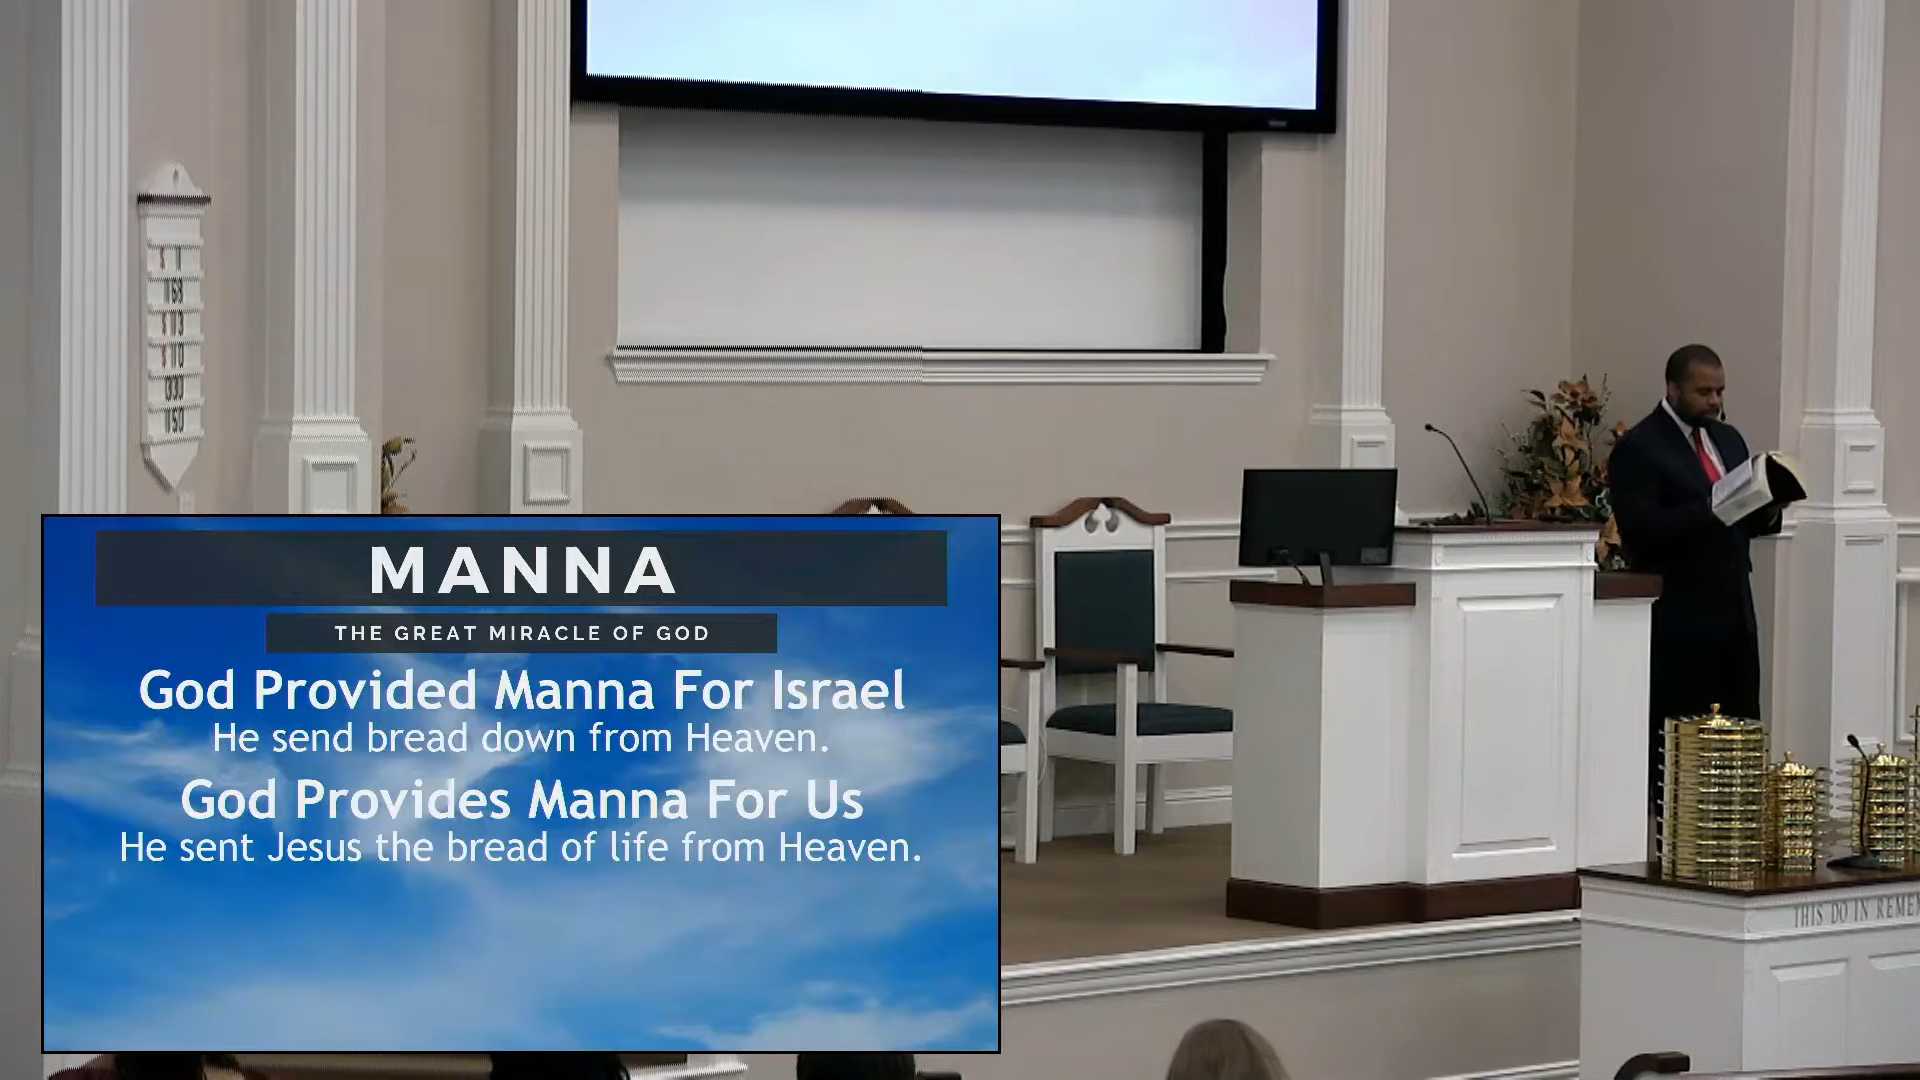 MANNA
THE GREAT MIRACLE OF GOD
God Provided Manna For Israel
He send bread down from Heaven.
God Provides Manna For Us
He sent Jesus the bread of life from Heaven.
THIS DO IN REMEM